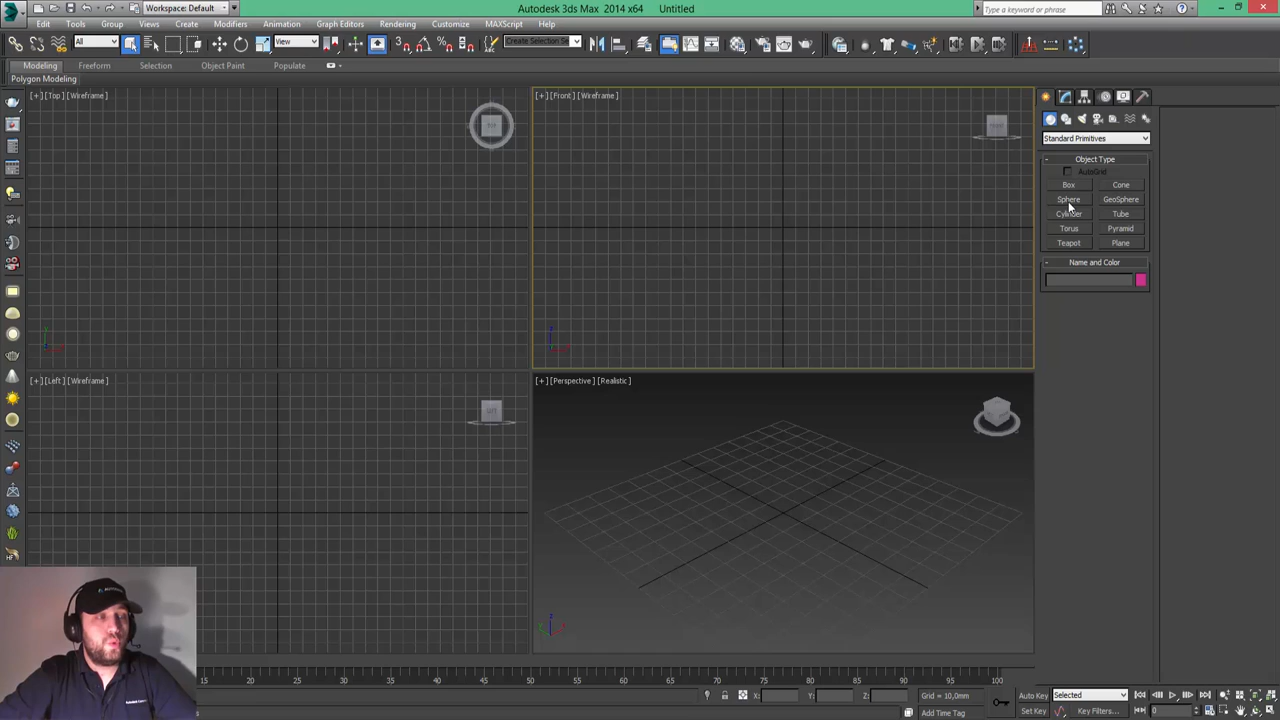 Autodesk 3ds Max 2014 x64 Untitled
Workspace: Default
Type a keyword or phrase
Edit Tools Group Views Create Modifiers Animation Graph Editors Rendering Customize MAXScript Help
All
View
Create Selection Se
Modeling Freeform Selection Object Paint Populate
Polygon Modeling
[+] [Top] [Wireframe]
TOP
[+] [Front] [Wireframe]
Standard Primitives
- Object Type
AutoGrid
Box Cone
Sphere GeoSphere
Cylinder Tube
Torus Pyramid
Teapot Plane
- Name and Color
[+] [Left] [Wireframe]
[+] [Perspective] [Realistic]
HF
35 40 45 50 55 60 65 70 75 80 85 90 95 100
X: Y: Z: Grid = 10,0mm
Add Time Tag
Auto Key Selected
Set Key Key Filters...
0